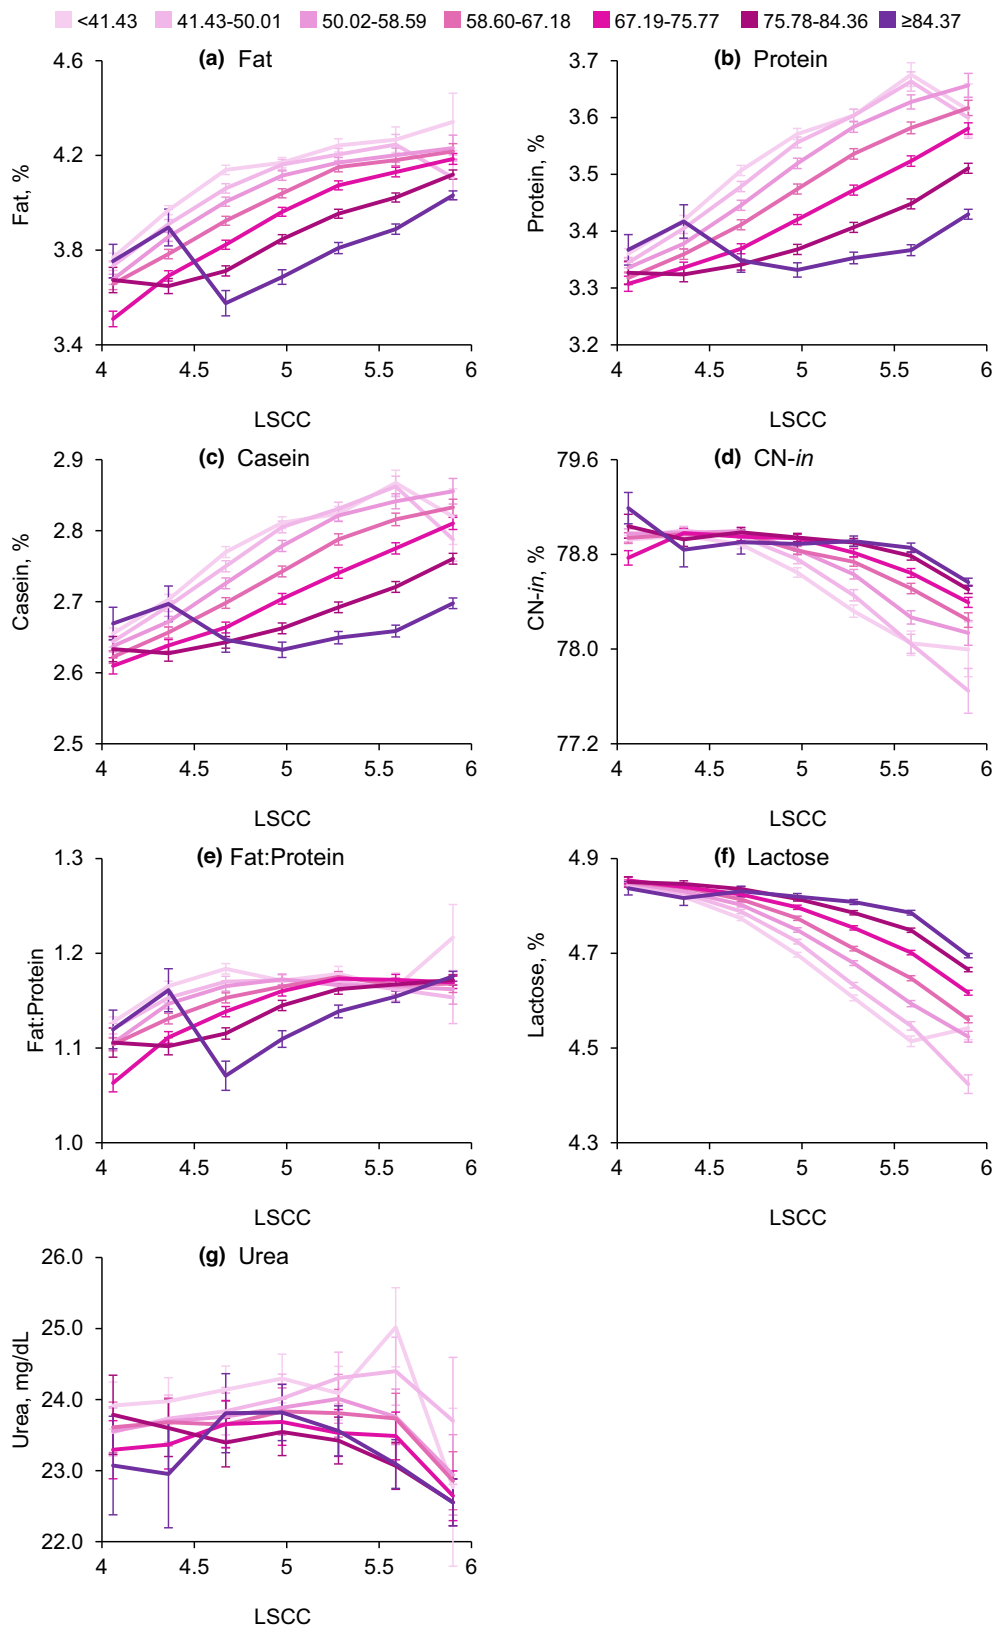 <41.43 41.43-50.01 50.02-58.59 58.60-67.18 67.19-75.77 75.78-84.36 ≥84.37
(a) Fat
4.6
4.2
3.8
3.4
Fat, %
4 4.5 5 5.5 6
LSCC
(b) Protein
3.7
3.6
3.5
3.4
3.3
3.2
Protein, %
4 4.5 5 5.5 6
LSCC
(c) Casein
2.9
2.8
2.7
2.6
2.5
Casein, %
4 4.5 5 5.5 6
LSCC
(d) CN-in
79.6
78.8
78.0
77.2
CN-in, %
4 4.5 5 5.5 6
LSCC
(e) Fat:Protein
1.3
1.2
1.1
1.0
Fat:Protein
4 4.5 5 5.5 6
LSCC
(f) Lactose
4.9
4.7
4.5
4.3
Lactose, %
4 4.5 5 5.5 6
LSCC
(g) Urea
26.0
25.0
24.0
23.0
22.0
Urea, mg/dL
4 4.5 5 5.5 6
LSCC